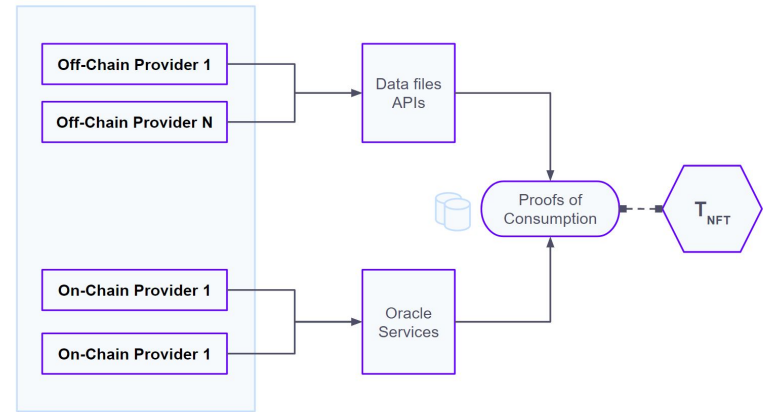 Off-Chain Provider 1
Off-Chain Provider N
Data files
APIs
Proofs of
Consumption
T NFT
On-Chain Provider 1
On-Chain Provider 1
Oracle
Services